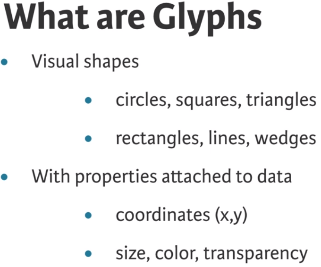 What are Glyphs
• Visual shapes
• circles, squares, triangles
• rectangles, lines, wedges
• With properties attached to data
• coordinates (x,y)
• size, color, transparency